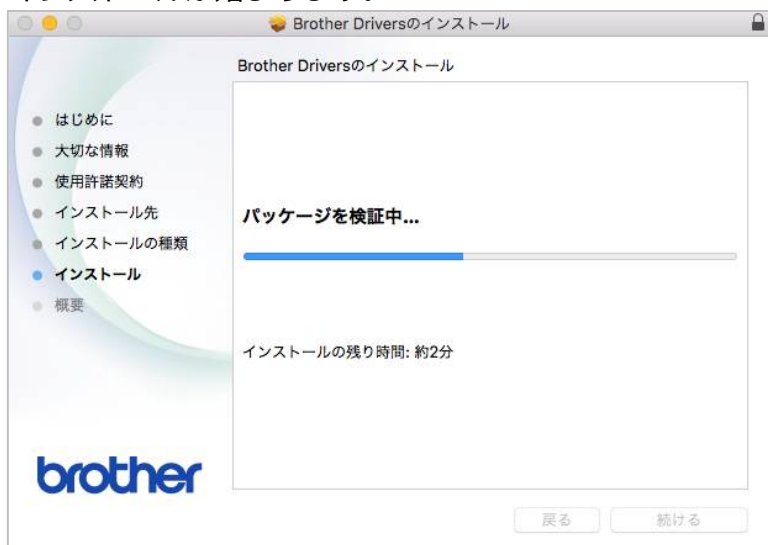 Brother Driversのインストール
Brother Driversのインストール
はじめに
大切な情報
使用許諾契約
インストール先
インストールの種類
インストール
概要
パッケージを検証中...
インストールの残り時間: 約2分
brother
戻る
続ける